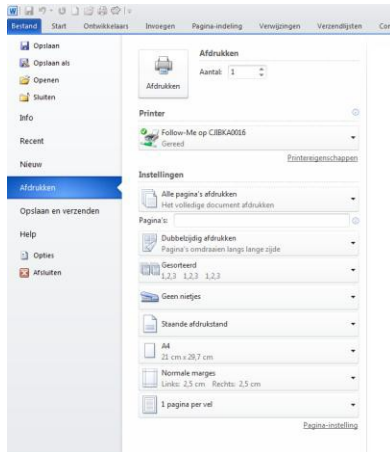 Bestand Start Ontwikkelaars Invoegen Pagina-indeling Verwijzingen Verzendlijsten Con
Opslaan
Opslaan als
Openen
Sluiten
Info
Recent
Nieuw
Afdrukken
Opslaan en verzenden
Help
Opties
Afsluiten
Afdrukken
Afdrukken
Aantal: 1
Printer
Follow-Me op CJIBKA0016
Gereed
Printereigenschappen
Instellingen
Alle pagina's afdrukken
Het volledige document afdrukken
Pagina's:
Dubbelzijdig afdrukken
Pagina's omdraaien langs lange zijde
Gesorteerd
1,2,3 1,2,3 1,2,3
Geen nietjes
Staande afdrukstand
A4
21 cm x 29,7 cm
Normale marges
Links: 2,5 cm Rechts: 2,5 cm
1 pagina per vel
Pagina-instelling